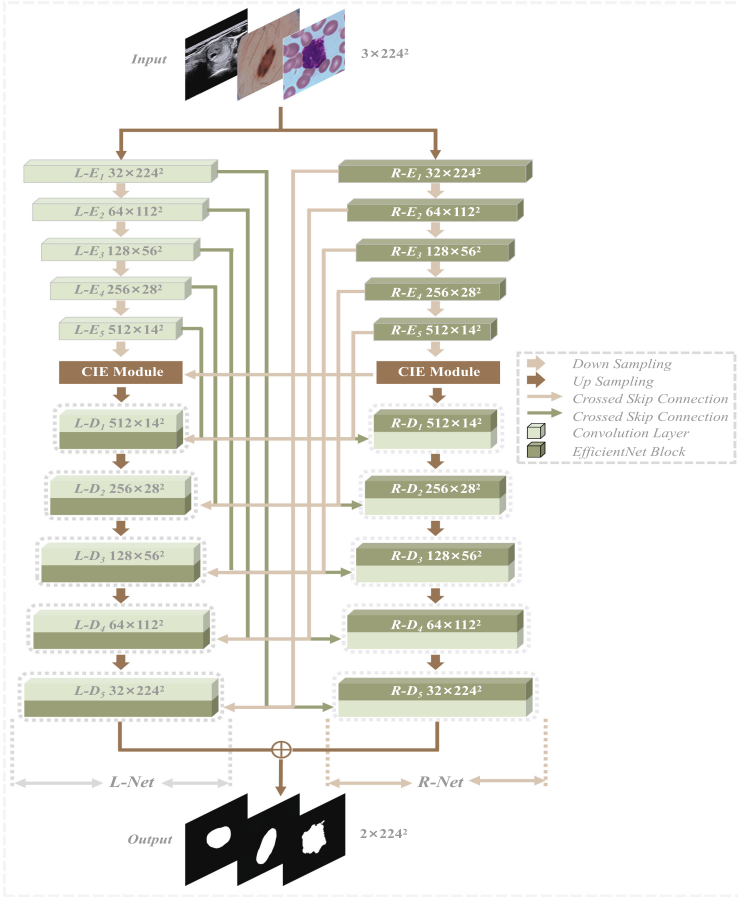 Input
3×224²
L-E₁ 32×224²
R-E₁ 32×224²
L-E₂ 64×112²
R-E₂ 64×112²
L-E₃ 128×56²
R-E₃ 128×56²
L-E₄ 256×28²
R-E₄ 256×28²
L-E₅ 512×14²
R-E₅ 512×14²
CIE Module
CIE Module
L-D₁ 512×14²
R-D₁ 512×14²
L-D₂ 256×28²
R-D₂ 256×28²
L-D₃ 128×56²
R-D₃ 128×56²
L-D₄ 64×112²
R-D₄ 64×112²
L-D₅ 32×224²
R-D₅ 32×224²
Down Sampling
Up Sampling
Crossed Skip Connection
Crossed Skip Connection
Convolution Layer
EfficientNet Block
L-Net
R-Net
Output
2×224²